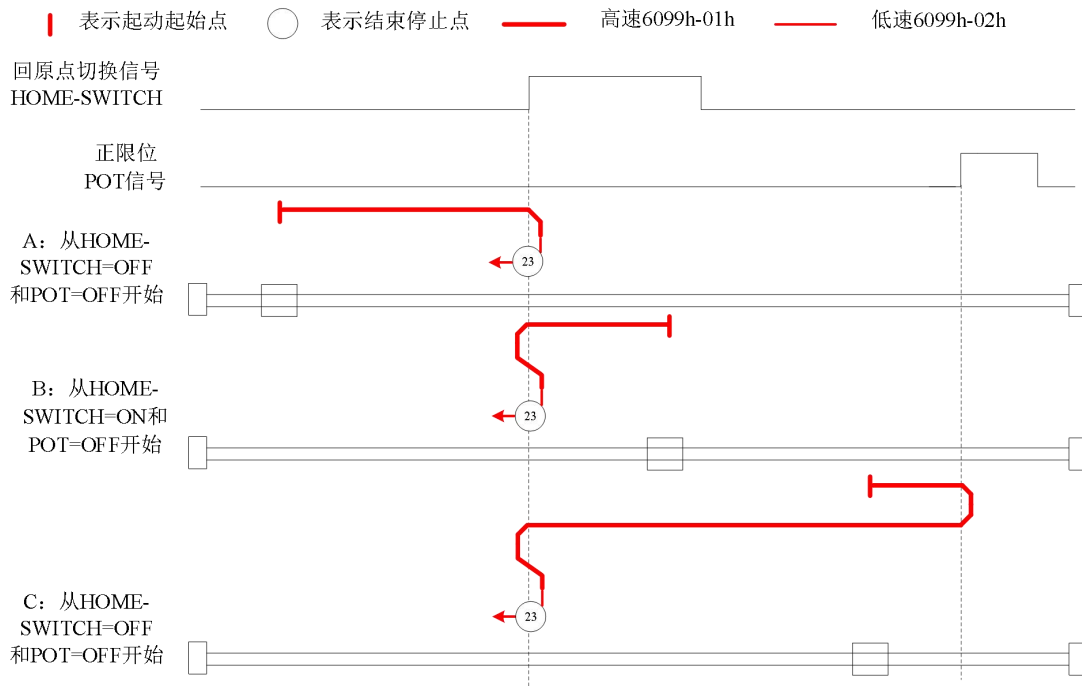 表示起动起始点
表示结束停止点
高速6099h-01h
低速6099h-02h
回原点切换信号
HOME-SWITCH
正限位
POT信号
A：从HOME-
SWITCH=OFF
和POT=OFF开始
23
B：从HOME-
SWITCH=ON和
POT=OFF开始
23
C：从HOME-
SWITCH=OFF
和POT=OFF开始
23